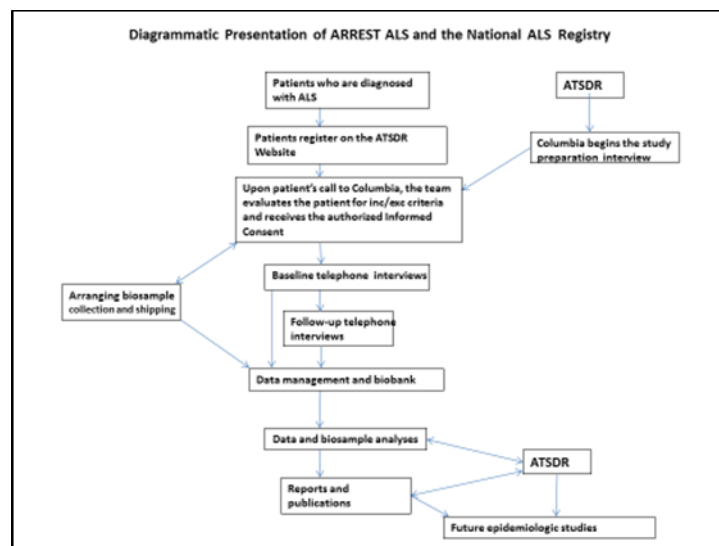 Diagrammatic Presentation of ARREST ALS and the National ALS Registry
Patients who are diagnosed
with ALS
ATSDR
Patients register on the ATSDR
Website
Columbia begins the study
preparation interview
Upon patient's call to Columbia, the team
evaluates the patient for inc/exc criteria
and receives the authorized Informed
Consent
Baseline telephone interviews
Arranging biosample
collection and shipping
Follow-up telephone
interviews
Data management and biobank
Data and biosample analyses
ATSDR
Reports and
publications
Future epidemiologic studies